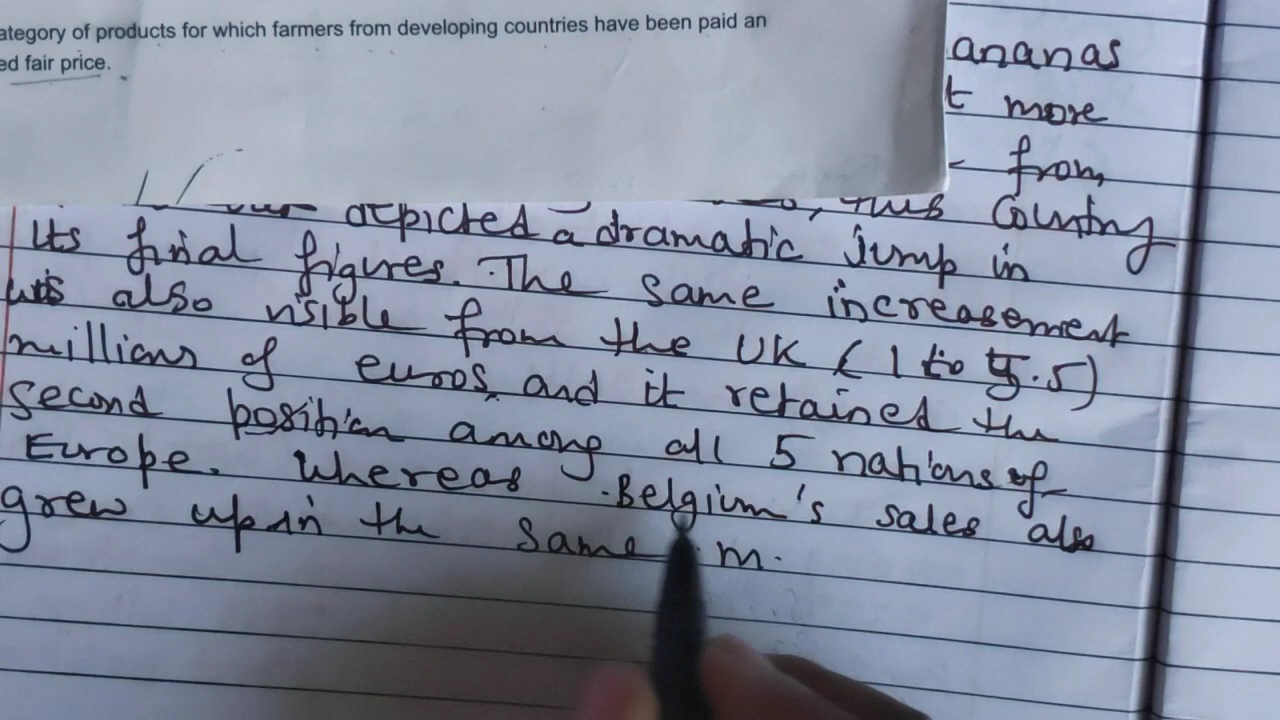 ategory of products for which farmers from developing countries have been paid an
ed fair price.
ananas
t more
from
depicted a dramatic jump in
this Country
Its final figures. The same increasement
was also visible from the UK ( 1 to 5.5)
millions of euros, and it retained the
second position among all 5 nations of
Europe. Whereas Belgium's sales also
grew up in the same m.